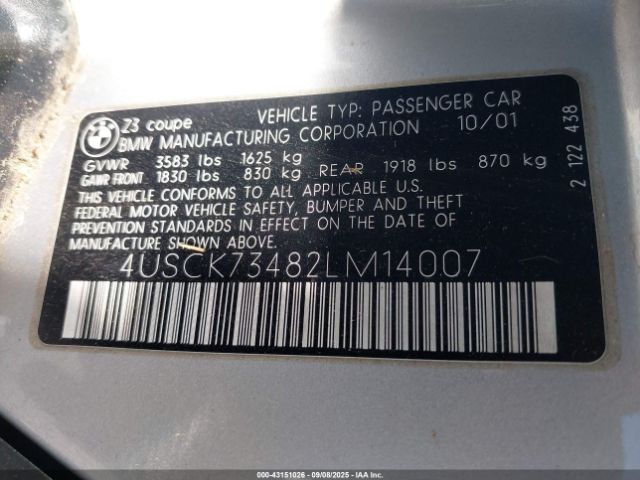 BMW
Z3 coupe VEHICLE TYP: PASSENGER CAR
BMW MANUFACTURING CORPORATION 10/01
GVWR 3583 lbs 1625 kg
GAWR FRONT 1830 lbs 830 kg REAR 1918 lbs 870 kg
THIS VEHICLE CONFORMS TO ALL APPLICABLE U.S.
FEDERAL MOTOR VEHICLE SAFETY, BUMPER AND THEFT
PREVENTION STANDARDS IN EFFECT ON THE DATE OF
MANUFACTURE SHOWN ABOVE
4USCK73482LM14007
2 122 438
000-43151026 - 09/08/2025 - IAAI.COM